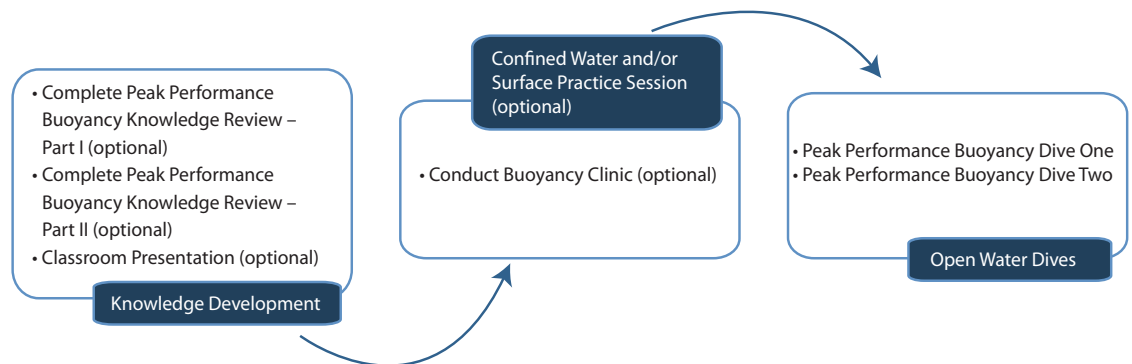 • Complete Peak Performance
Buoyancy Knowledge Review –
Part I (optional)
• Complete Peak Performance
Buoyancy Knowledge Review –
Part II (optional)
• Classroom Presentation (optional)
Knowledge Development
Confined Water and/or
Surface Practice Session
(optional)
• Conduct Buoyancy Clinic (optional)
• Peak Performance Buoyancy Dive One
• Peak Performance Buoyancy Dive Two
Open Water Dives